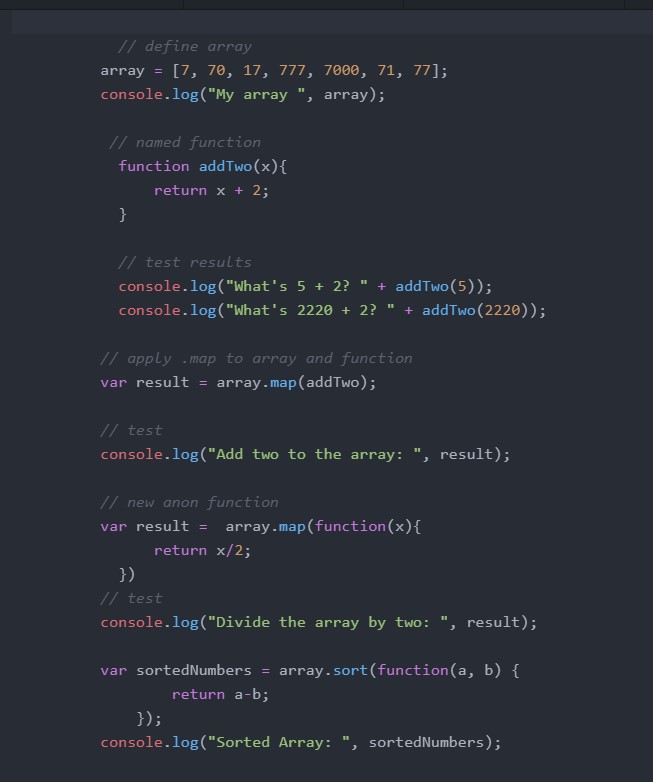 // define array
array = [7, 70, 17, 777, 7000, 71, 77];
console.log("My array ", array);
// named function
function addTwo(x){
return x + 2;
}
// test results
console.log("What's 5 + 2? " + addTwo(5));
console.log("What's 2220 + 2? " + addTwo(2220));
// apply .map to array and function
var result = array.map(addTwo);
// test
console.log("Add two to the array: ", result);
// new anon function
var result =  array.map(function(x){
return x/2;
})
// test
console.log("Divide the array by two: ", result);
var sortedNumbers = array.sort(function(a, b) {
return a-b;
});
console.log("Sorted Array: ", sortedNumbers);